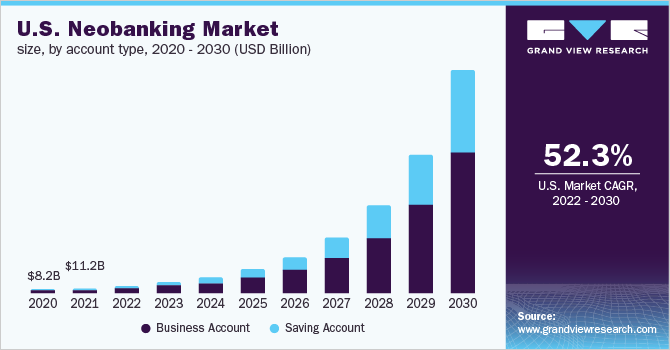 U.S. Neobanking Market
size, by account type, 2020 - 2030 (USD Billion)
$8.2B
$11.2B
2020 2021 2022 2023 2024 2025 2026 2027 2028 2029 2030
Business Account Saving Account
GRAND VIEW RESEARCH
52.3%
U.S. Market CAGR,
2022 - 2030
Source:
www.grandviewresearch.com